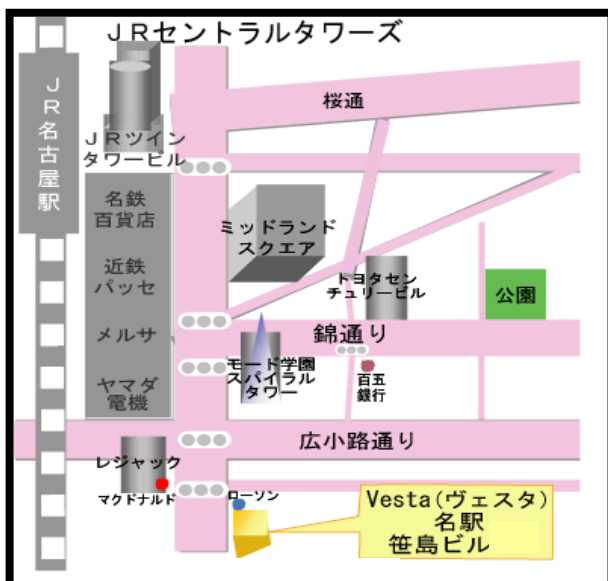 JRセントラルタワーズ
JR名古屋駅
桜通
JRツイン
タワービル
名鉄
百貨店
ミッドランド
スクエア
近鉄
パッセ
トヨタセン
チュリービル
公園
メルサ
錦通り
モード学園
スパイラル
タワー
百五
銀行
ヤマダ
電機
広小路通り
レジャック
マクドナルド
ローソン
Vesta(ヴェスタ)
名駅
笹島ビル